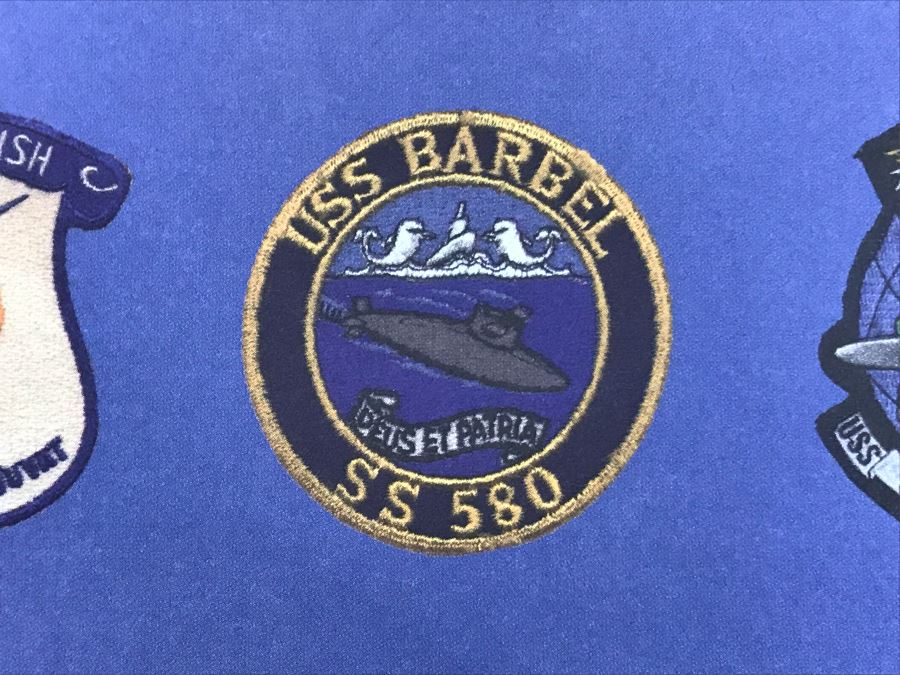 ISH
USS BARBEL
DEUS ET PATRIA
SS 580
USS